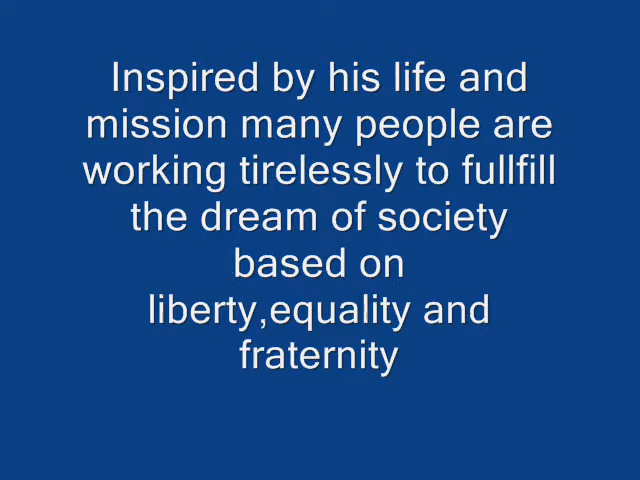 Inspired by his life and
mission many people are
working tirelessly to fullfill
the dream of society
based on
liberty,equality and
fraternity